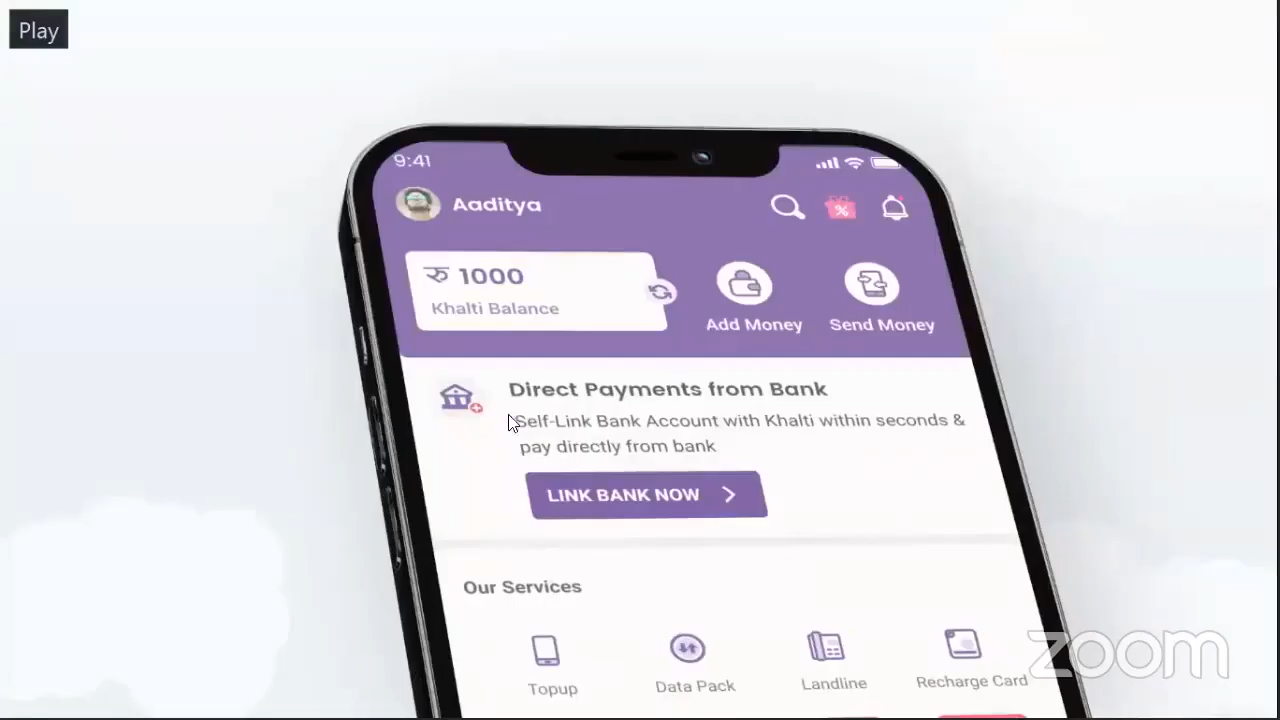 Play
9:41
Aaditya
%
रु 1000
Khalti Balance
Add Money
Send Money
Direct Payments from Bank
Self-Link Bank Account with Khalti within seconds &
pay directly from bank
LINK BANK NOW
Our Services
Topup
Data Pack
Landline
Recharge Card
zoom